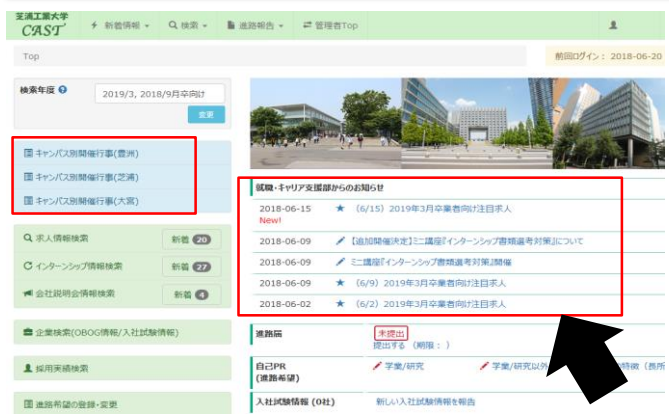 芝浦工業大学
CAST
新着情報
検索
進路報告
管理者Top
Top
前回ログイン： 2018-06-20
検索年度
2019/3, 2018/9月卒向け
変更
キャンパス別開催行事(豊洲)
キャンパス別開催行事(芝浦)
キャンパス別開催行事(大宮)
求人情報検索 新着 20
インターンシップ情報検索 新着 27
会社説明会情報検索 新着 4
企業検索(OBOG情報/入社試験情報)
採用実績検索
進路希望の登録・変更
就職・キャリア支援部からのお知らせ
2018-06-15 ★ （6/15）2019年3月卒業者向け注目求人
New!
2018-06-09 【追加開催決定】ミニ講座『インターンシップ書類選考対策』について
2018-06-09 ミニ講座『インターンシップ書類選考対策』開催
2018-06-09 ★ （6/9）2019年3月卒業者向け注目求人
2018-06-02 ★ （6/2）2019年3月卒業者向け注目求人
進路届 未提出
提出する （期限： ）
自己PR 学業/研究 学業/研究以外 特徴（長所
(進路希望)
入社試験情報 (0社) 新しい入社試験情報を報告